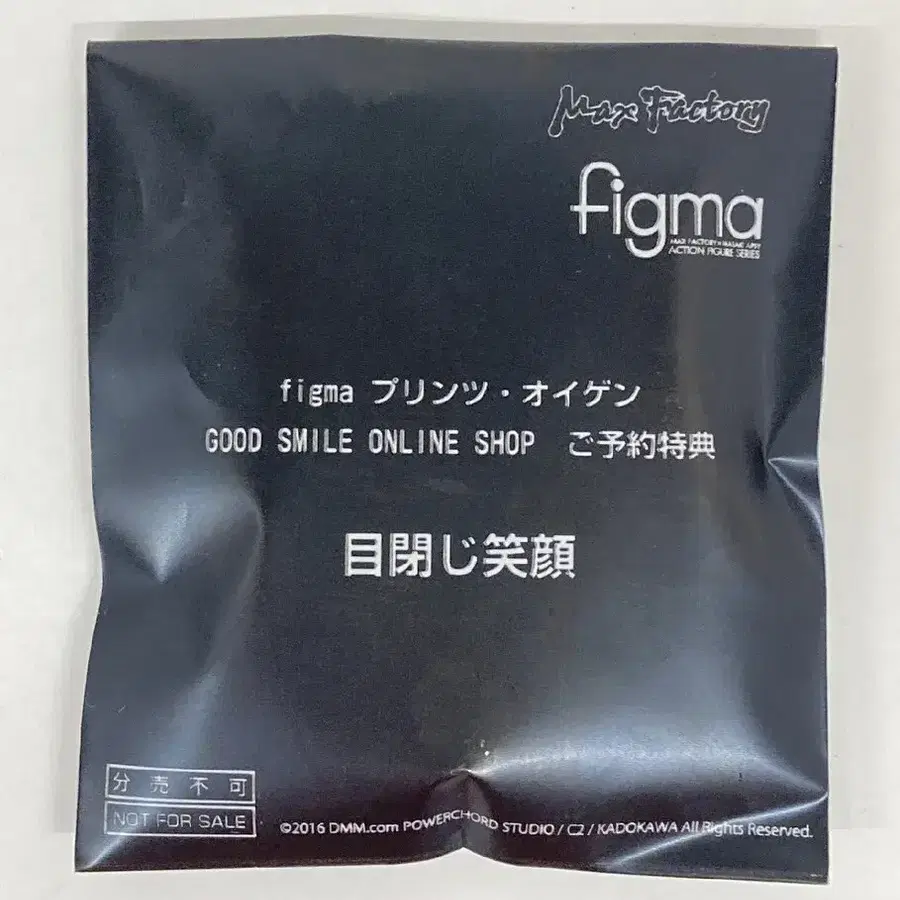 Max Factory
figma
MAX FACTORY×MASAKI APSY
ACTION FIGURE SERIES
figma プリンツ・オイゲン
GOOD SMILE ONLINE SHOP ご予約特典
目閉じ笑顔
分売不可
NOT FOR SALE
©2016 DMM.com POWERCHORD STUDIO / C2 / KADOKAWA All Rights Reserved.